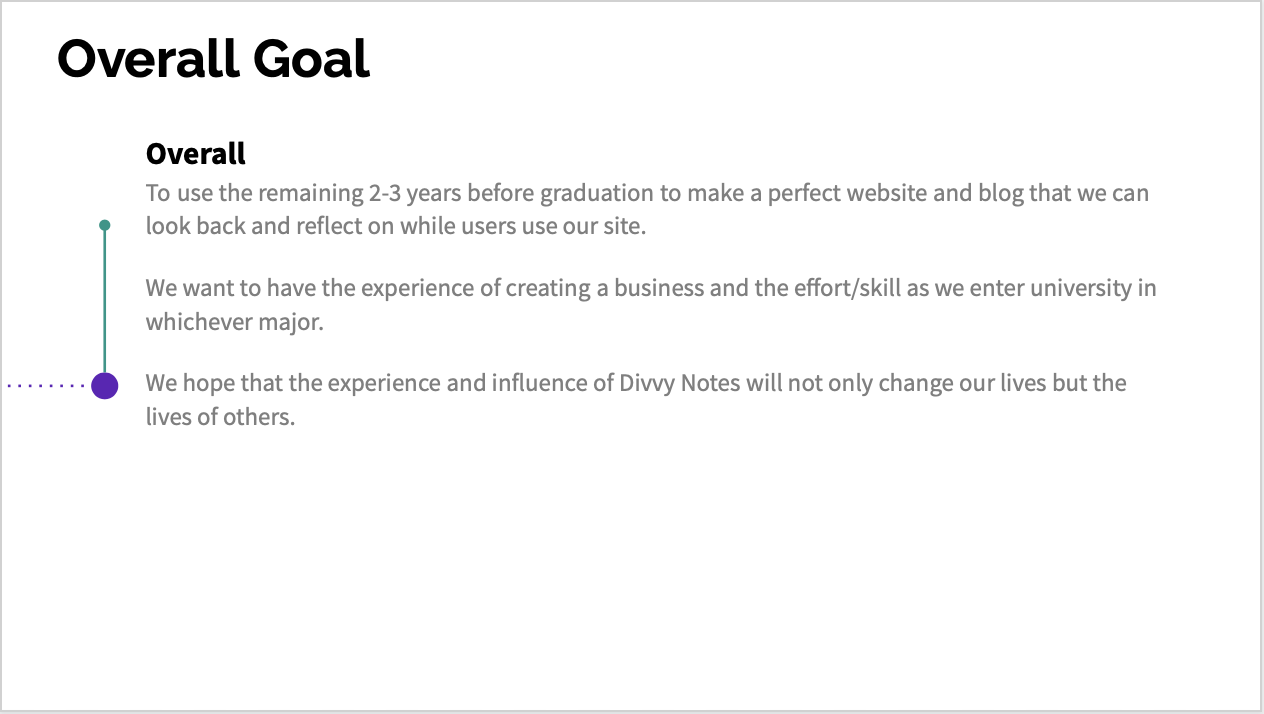 Overall Goal
Overall
To use the remaining 2-3 years before graduation to make a perfect website and blog that we can
look back and reflect on while users use our site.
We want to have the experience of creating a business and the effort/skill as we enter university in
whichever major.
We hope that the experience and influence of Divvy Notes will not only change our lives but the
lives of others.